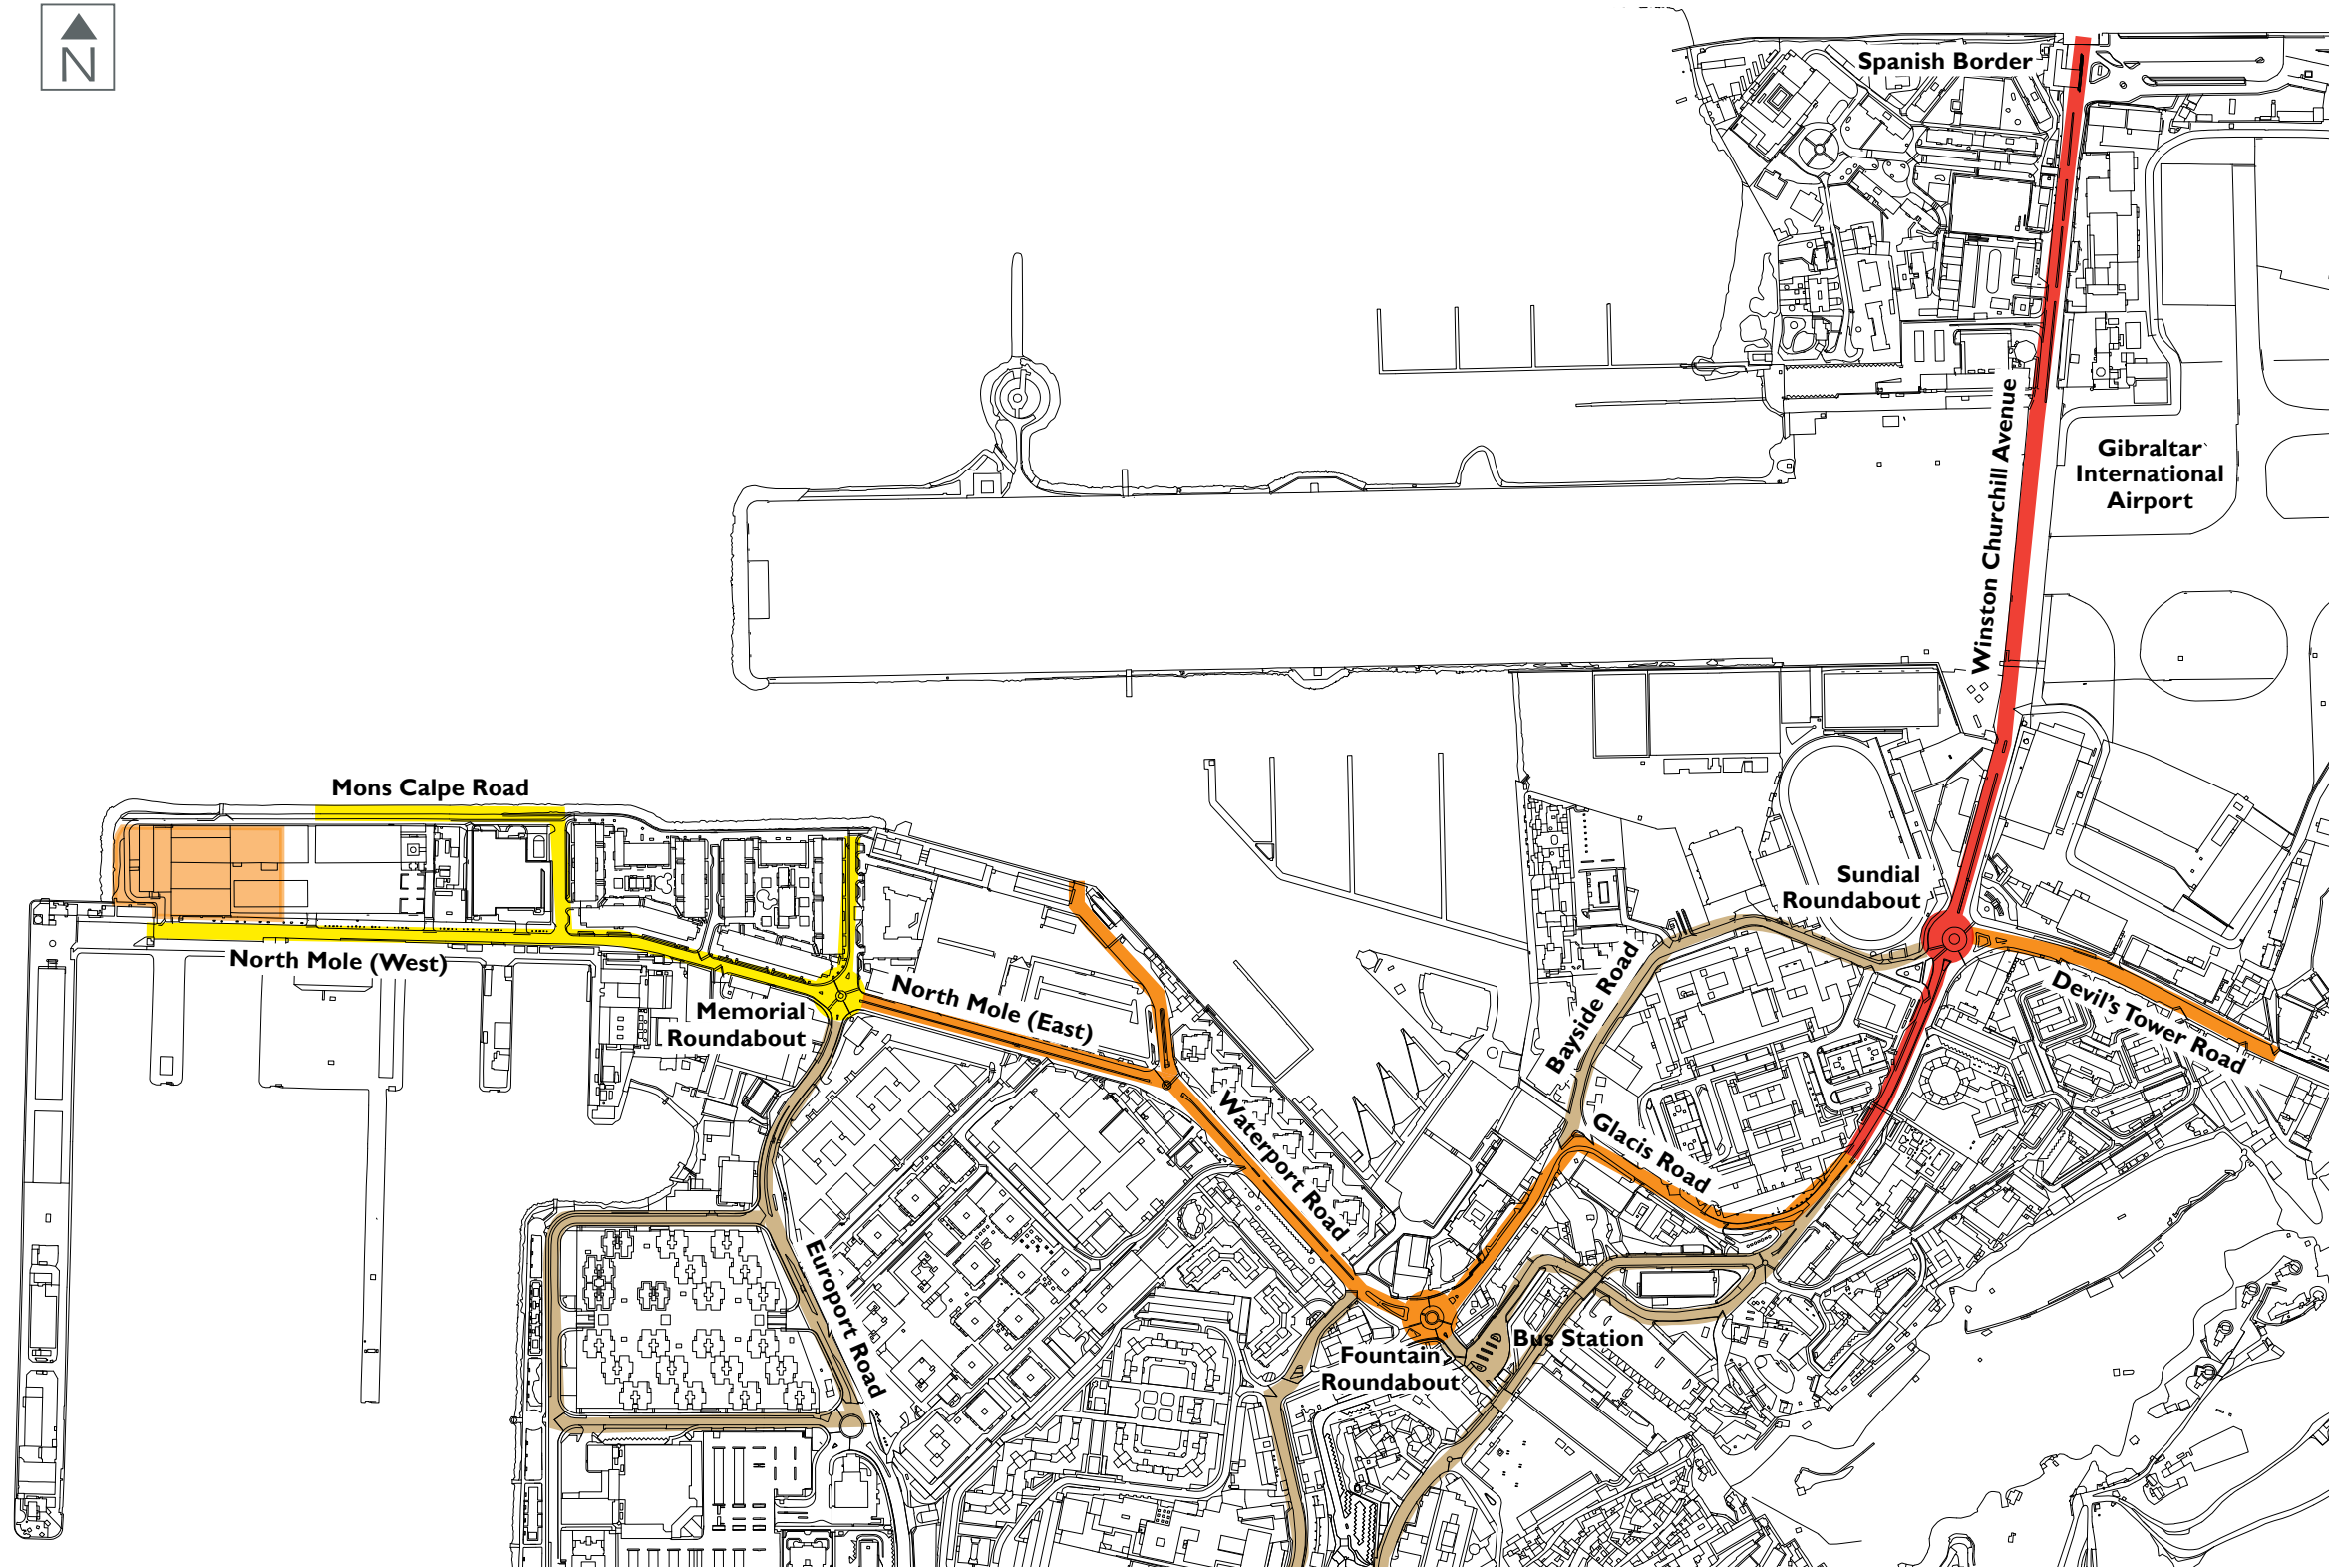 N
Spanish Border
Winston Churchill Avenue
Gibraltar
International
Airport
Mons Calpe Road
Sundial
Roundabout
North Mole (West)
North Mole (East)
Memorial
Roundabout
Bayside Road
Devil's Tower Road
Glacis Road
Waterport Road
Europort Road
Bus Station
Fountain
Roundabout